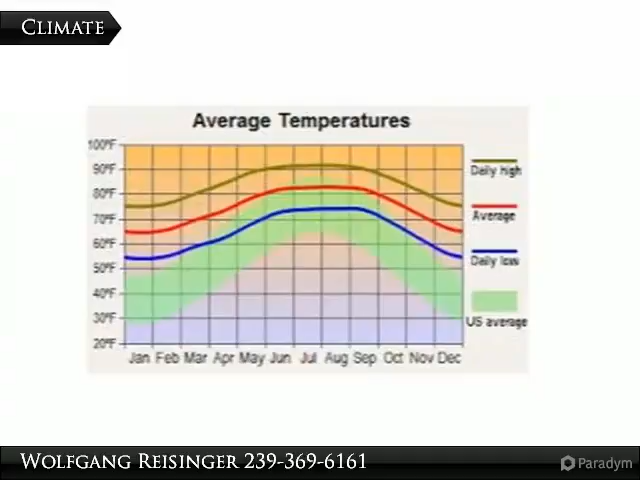 CLIMATE
Average Temperatures
100°F
90°F
80°F
70°F
60°F
50°F
40°F
30°F
20°F
Jan Feb Mar Apr May Jun Jul Aug Sep Oct Nov Dec
Daily high
Average
Daily low
US average
WOLFGANG REISINGER 239-369-6161
Paradym